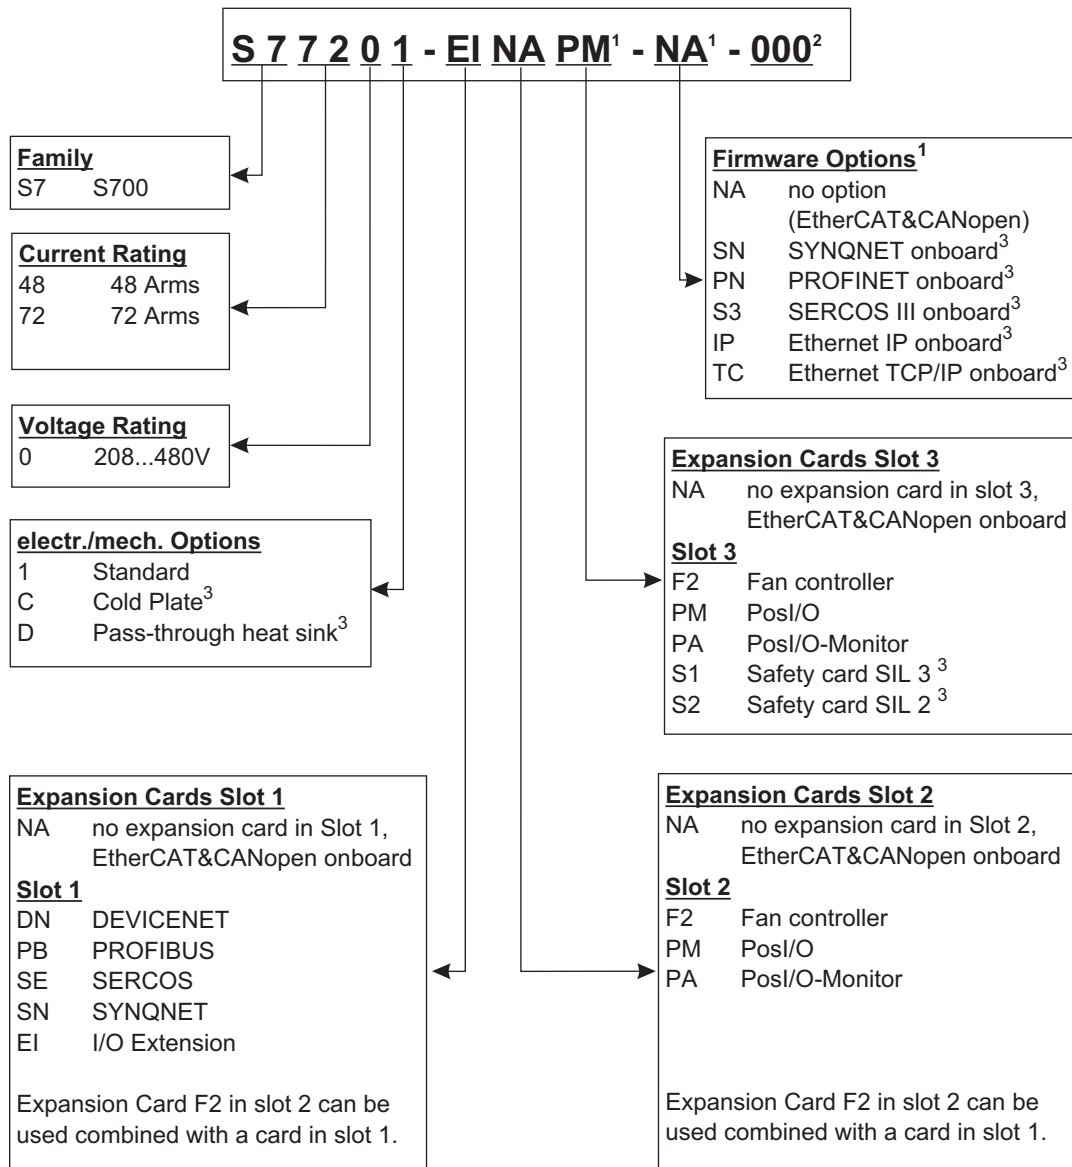 S 7 7 2 0 1 - EI NA PM¹ - NA¹ - 000²
Family
S7 S700
Current Rating
48 48 Arms
72 72 Arms
Voltage Rating
0 208...480V
electr./mech. Options
1 Standard
C Cold Plate³
D Pass-through heat sink³
Firmware Options¹
NA no option
(EtherCAT&CANopen)
SN SYNQNET onboard³
PN PROFINET onboard³
S3 SERCOS III onboard³
IP Ethernet IP onboard³
TC Ethernet TCP/IP onboard³
Expansion Cards Slot 3
NA no expansion card in slot 3,
EtherCAT&CANopen onboard
Slot 3
F2 Fan controller
PM PosI/O
PA PosI/O-Monitor
S1 Safety card SIL 3 ³
S2 Safety card SIL 2 ³
Expansion Cards Slot 1
NA no expansion card in Slot 1,
EtherCAT&CANopen onboard
Slot 1
DN DEVICENET
PB PROFIBUS
SE SERCOS
SN SYNQNET
EI I/O Extension
Expansion Card F2 in slot 2 can be
used combined with a card in slot 1.
Expansion Cards Slot 2
NA no expansion card in Slot 2,
EtherCAT&CANopen onboard
Slot 2
F2 Fan controller
PM PosI/O
PA PosI/O-Monitor
Expansion Card F2 in slot 2 can be
used combined with a card in slot 1.